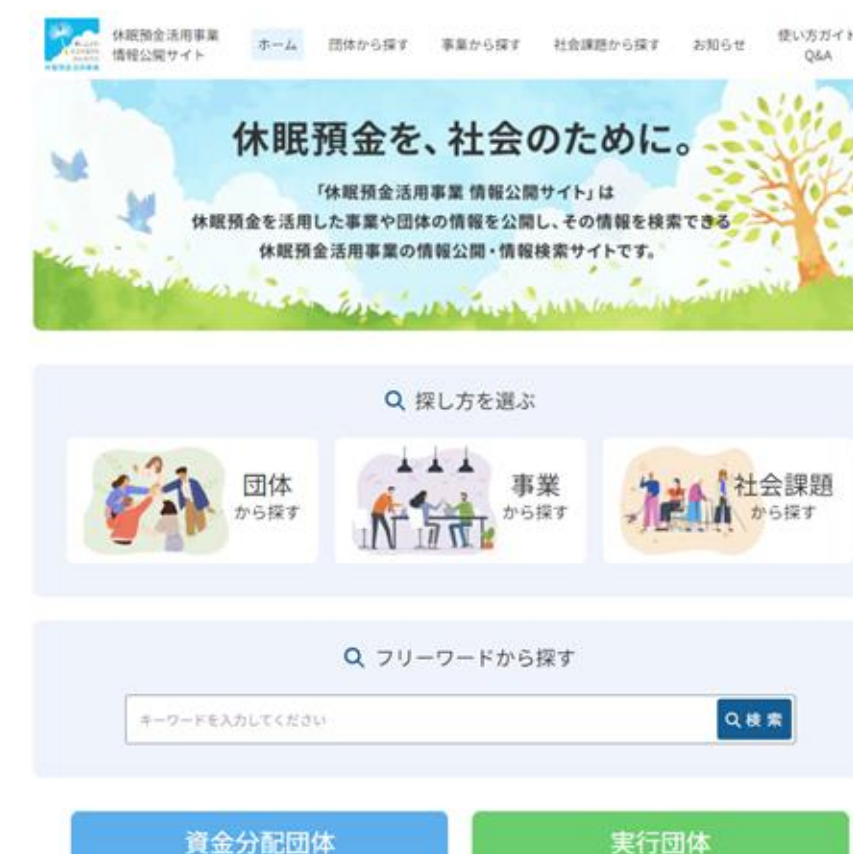 休眠預金活用事業
情報公開サイト
ホーム
団体から探す
事業から探す
社会課題から探す
お知らせ
使い方ガイド
Q&A
休眠預金を、社会のために。
「休眠預金活用事業 情報公開サイト」は
休眠預金を活用した事業や団体の情報を公開し、その情報を検索できる
休眠預金活用事業の情報公開・情報検索サイトです。
探し方を選ぶ
団体
から探す
事業
から探す
社会課題
から探す
フリーワードから探す
キーワードを入力してください
検索
資金分配団体
実行団体